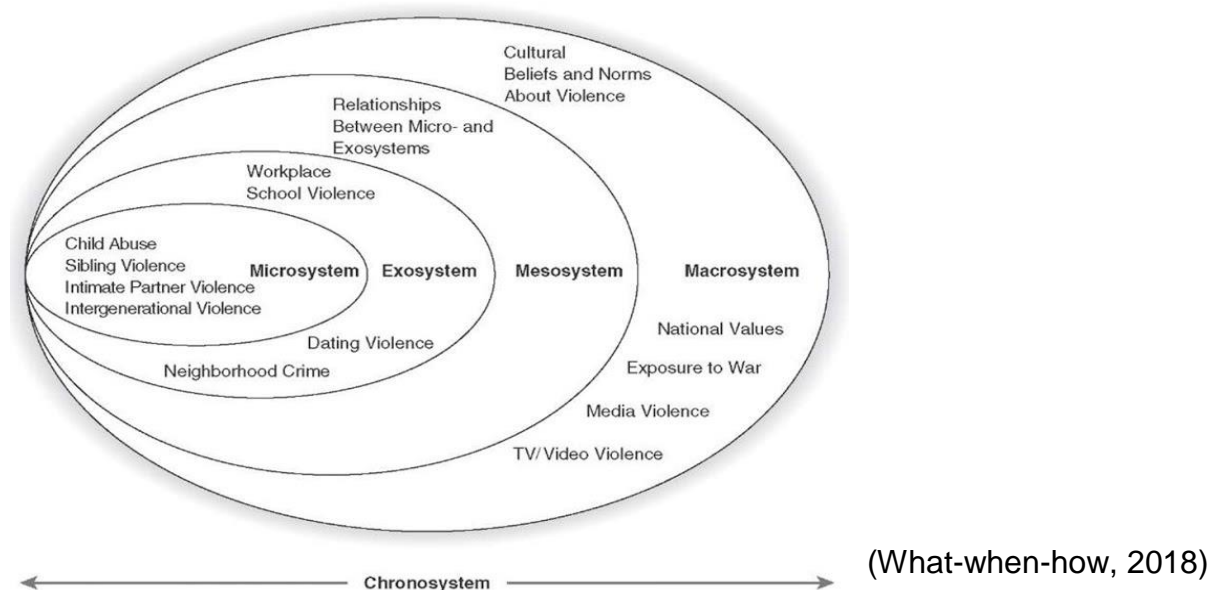 Cultural
Beliefs and Norms
About Violence
Relationships
Between Micro- and
Exosystems
Workplace
School Violence
Child Abuse
Sibling Violence
Intimate Partner Violence
Intergenerational Violence
Microsystem
Exosystem
Mesosystem
Macrosystem
National Values
Dating Violence
Neighborhood Crime
Exposure to War
Media Violence
TV/Video Violence
Chronosystem
(What-when-how, 2018)